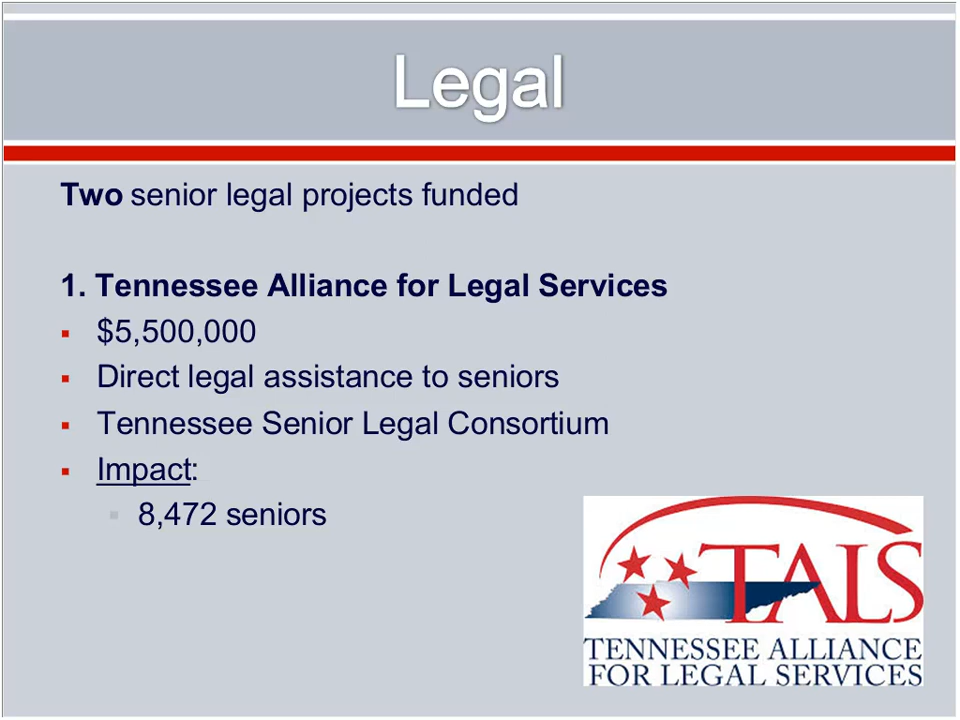 Legal
Two senior legal projects funded
1. Tennessee Alliance for Legal Services
▪ $5,500,000
▪ Direct legal assistance to seniors
▪ Tennessee Senior Legal Consortium
▪ Impact:
▪ 8,472 seniors
TALS
TENNESSEE ALLIANCE
FOR LEGAL SERVICES